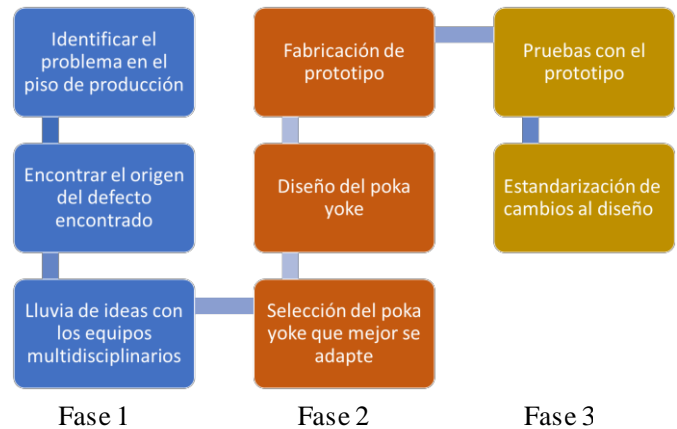 Identificar el
problema en el
piso de producción
Encontrar el origen
del defecto
encontrado
Lluvia de ideas con
los equipos
multidisciplinarios
Selección del poka
yoke que mejor se
adapte
Diseño del poka
yoke
Fabricación de
prototipo
Pruebas con el
prototipo
Estandarización de
cambios al diseño
Fase 1
Fase 2
Fase 3